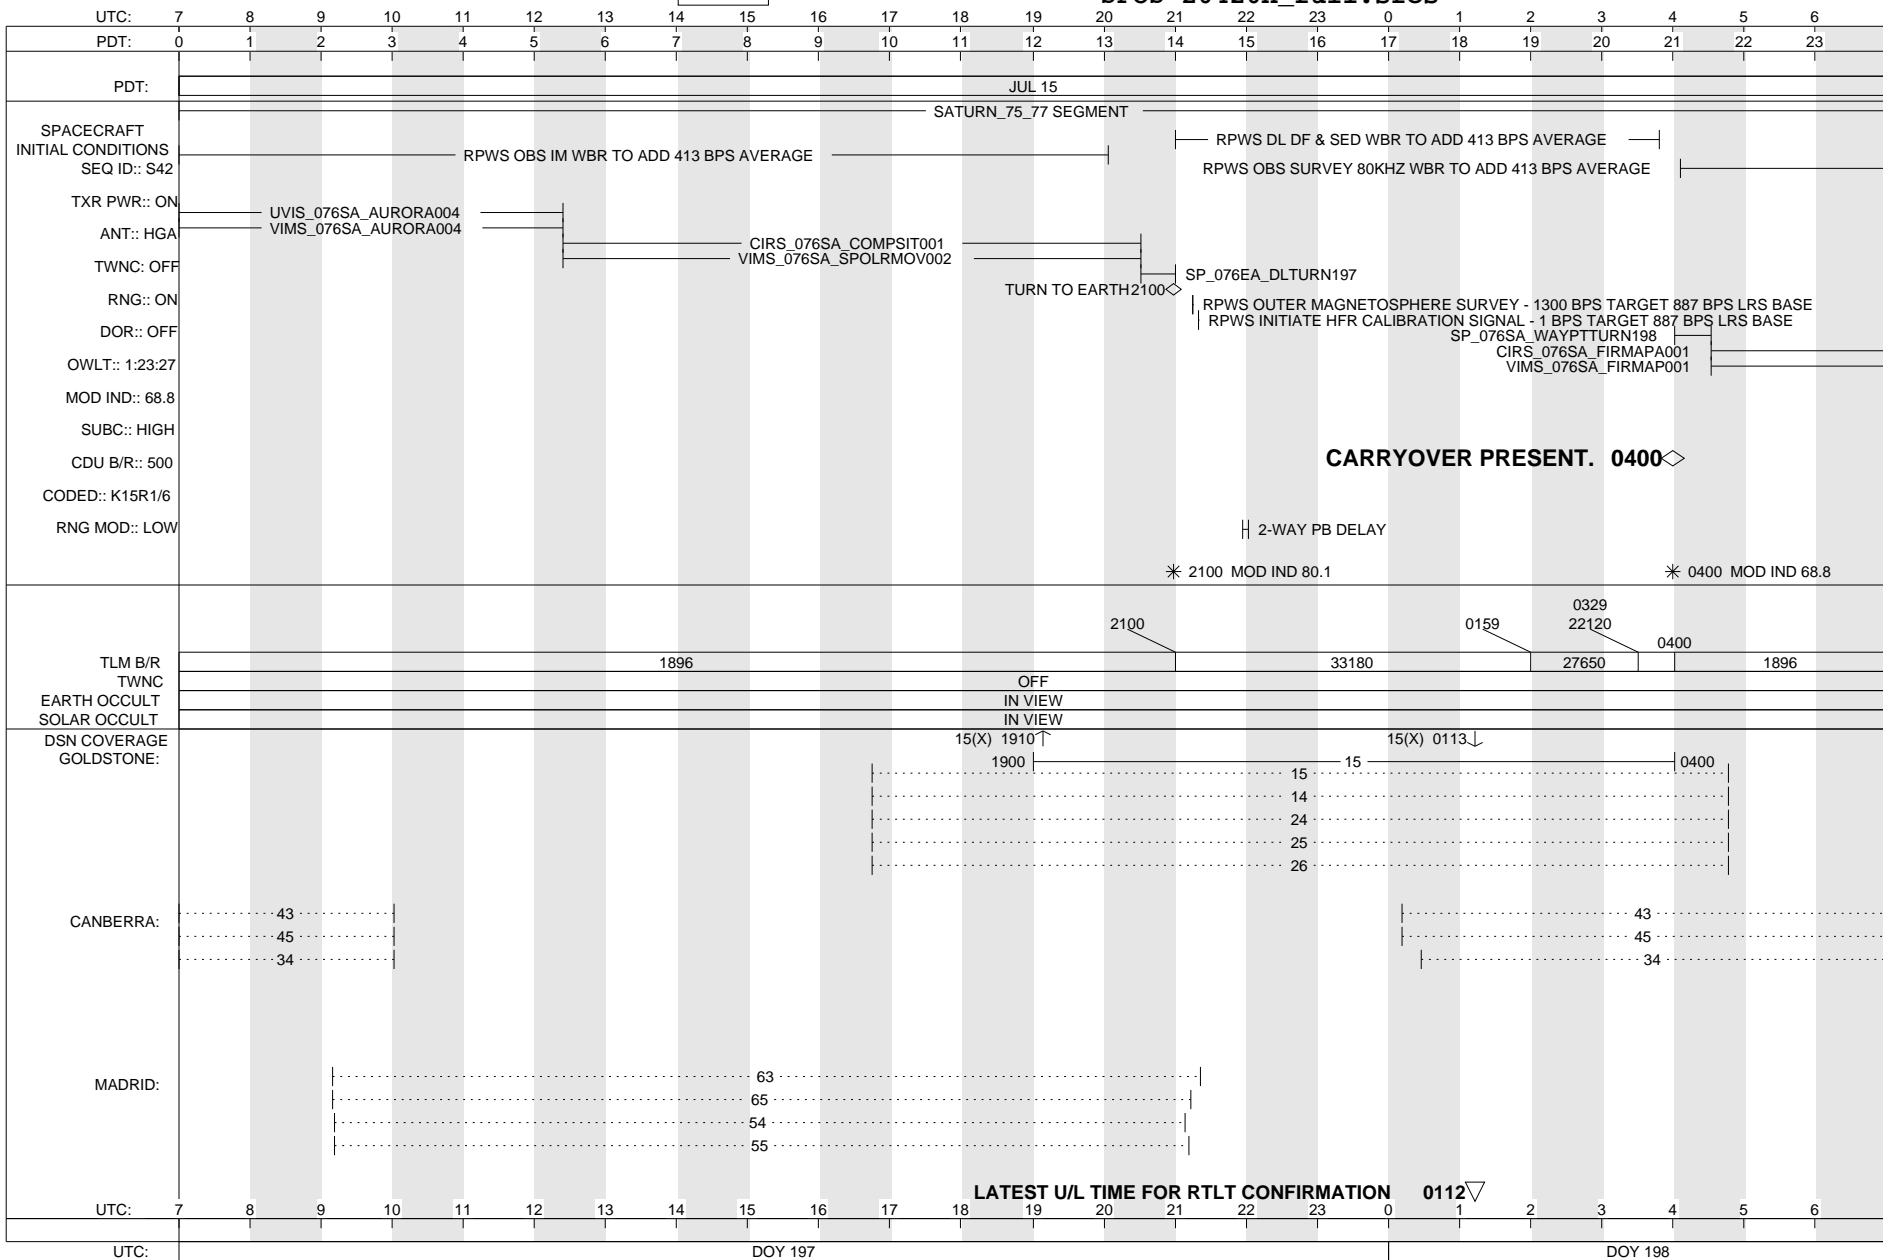 UTC: 7 8 9 10 11 12 13 14 15 16 17 18 19 20 21 22 23 0 1 2 3 4 5 6
PDT: 0 1 2 3 4 5 6 7 8 9 10 11 12 13 14 15 16 17 18 19 20 21 22 23
PDT: JUL 15
SATURN_75_77 SEGMENT
SPACECRAFT
INITIAL CONDITIONS
SEQ ID:: S42
TXR PWR:: ON
ANT:: HGA
TWNC: OFF
RNG:: ON
DOR:: OFF
OWLT:: 1:23:27
MOD IND:: 68.8
SUBC:: HIGH
CDU B/R:: 500
CODED:: K15R1/6
RNG MOD:: LOW
RPWS DL DF & SED WBR TO ADD 413 BPS AVERAGE
RPWS OBS IM WBR TO ADD 413 BPS AVERAGE
RPWS OBS SURVEY 80KHZ WBR TO ADD 413 BPS AVERAGE
UVIS_076SA_AURORA004
VIMS_076SA_AURORA004
CIRS_076SA_COMPSIT001
VIMS_076SA_SPOLRMOV002
SP_076EA_DLTURN197
TURN TO EARTH2100
RPWS OUTER MAGNETOSPHERE SURVEY - 1300 BPS TARGET 887 BPS LRS BASE
RPWS INITIATE HFR CALIBRATION SIGNAL - 1 BPS TARGET 887 BPS LRS BASE
SP_076SA_WAYPTTURN198
CIRS_076SA_FIRMAPA001
VIMS_076SA_FIRMAP001
CARRYOVER PRESENT. 0400
2-WAY PB DELAY
2100 MOD IND 80.1
0400 MOD IND 68.8
0329
2100 0159 22120
0400
TLM B/R 1896 33180 27650 1896
TWNC OFF
EARTH OCCULT IN VIEW
SOLAR OCCULT IN VIEW
DSN COVERAGE 15(X) 1910 15(X) 0113
GOLDSTONE: 1900 15 0400
15
14
24
25
26
CANBERRA: 43 43
45 45
34 34
MADRID: 63
65
54
55
LATEST U/L TIME FOR RTLT CONFIRMATION 0112
UTC: 7 8 9 10 11 12 13 14 15 16 17 18 19 20 21 22 23 0 1 2 3 4 5 6
UTC: DOY 197 DOY 198